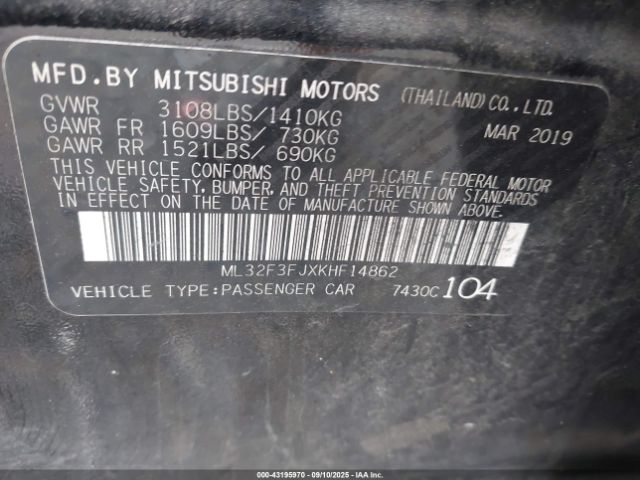 MFD.BY MITSUBISHI MOTORS (THAILAND) CO.,LTD.
GVWR 3108LBS/1410KG MAR 2019
GAWR FR 1609LBS/ 730KG
GAWR RR 1521LBS/ 690KG
THIS VEHICLE CONFORMS TO ALL APPLICABLE FEDERAL MOTOR
VEHICLE SAFETY, BUMPER, AND THEFT PREVENTION STANDARDS
IN EFFECT ON THE DATE OF MANUFACTURE SHOWN ABOVE.
ML32F3FJXKHF14862
VEHICLE TYPE:PASSENGER CAR 7430C 104
000-43195970 - 09/10/2025 - IAAI.COM